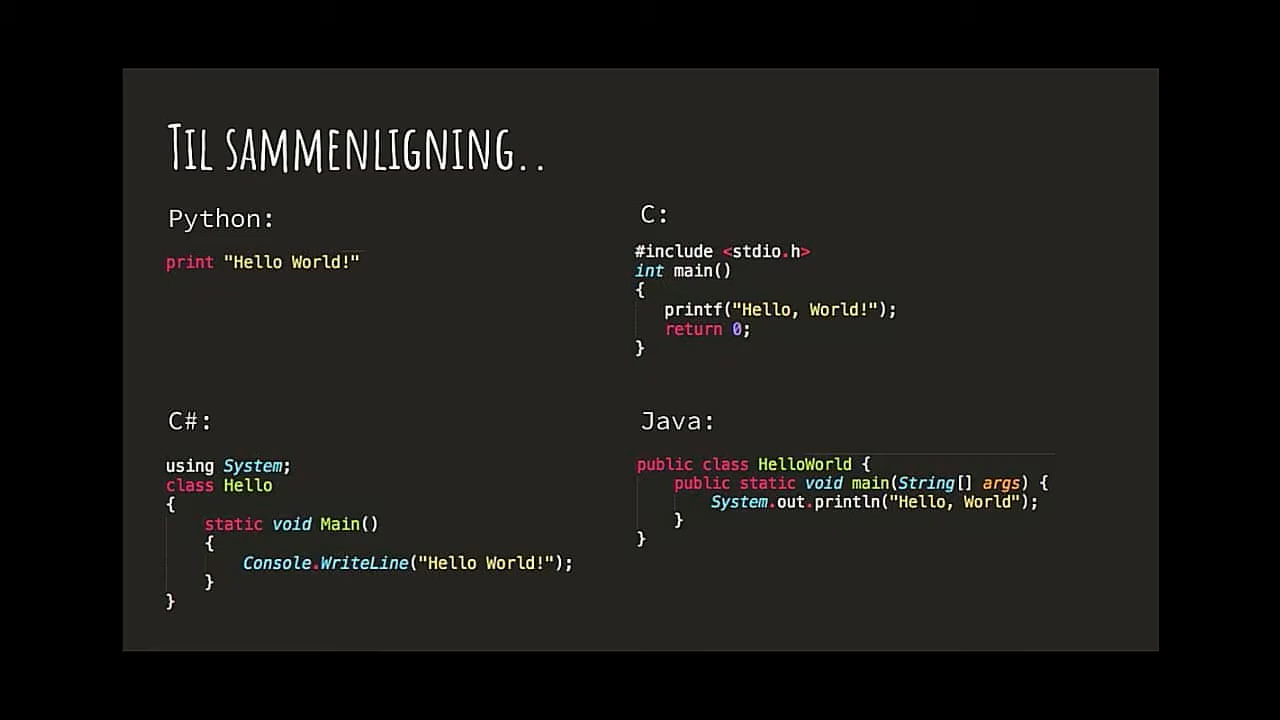 Til sammenligning..
Python:
print "Hello World!"
C:
#include <stdio.h>
int main()
{
printf("Hello, World!");
return 0;
}
C#:
using System;
class Hello
{
static void Main()
{
Console.WriteLine("Hello World!");
}
}
Java:
public class HelloWorld {
public static void main(String[] args) {
System.out.println("Hello, World");
}
}